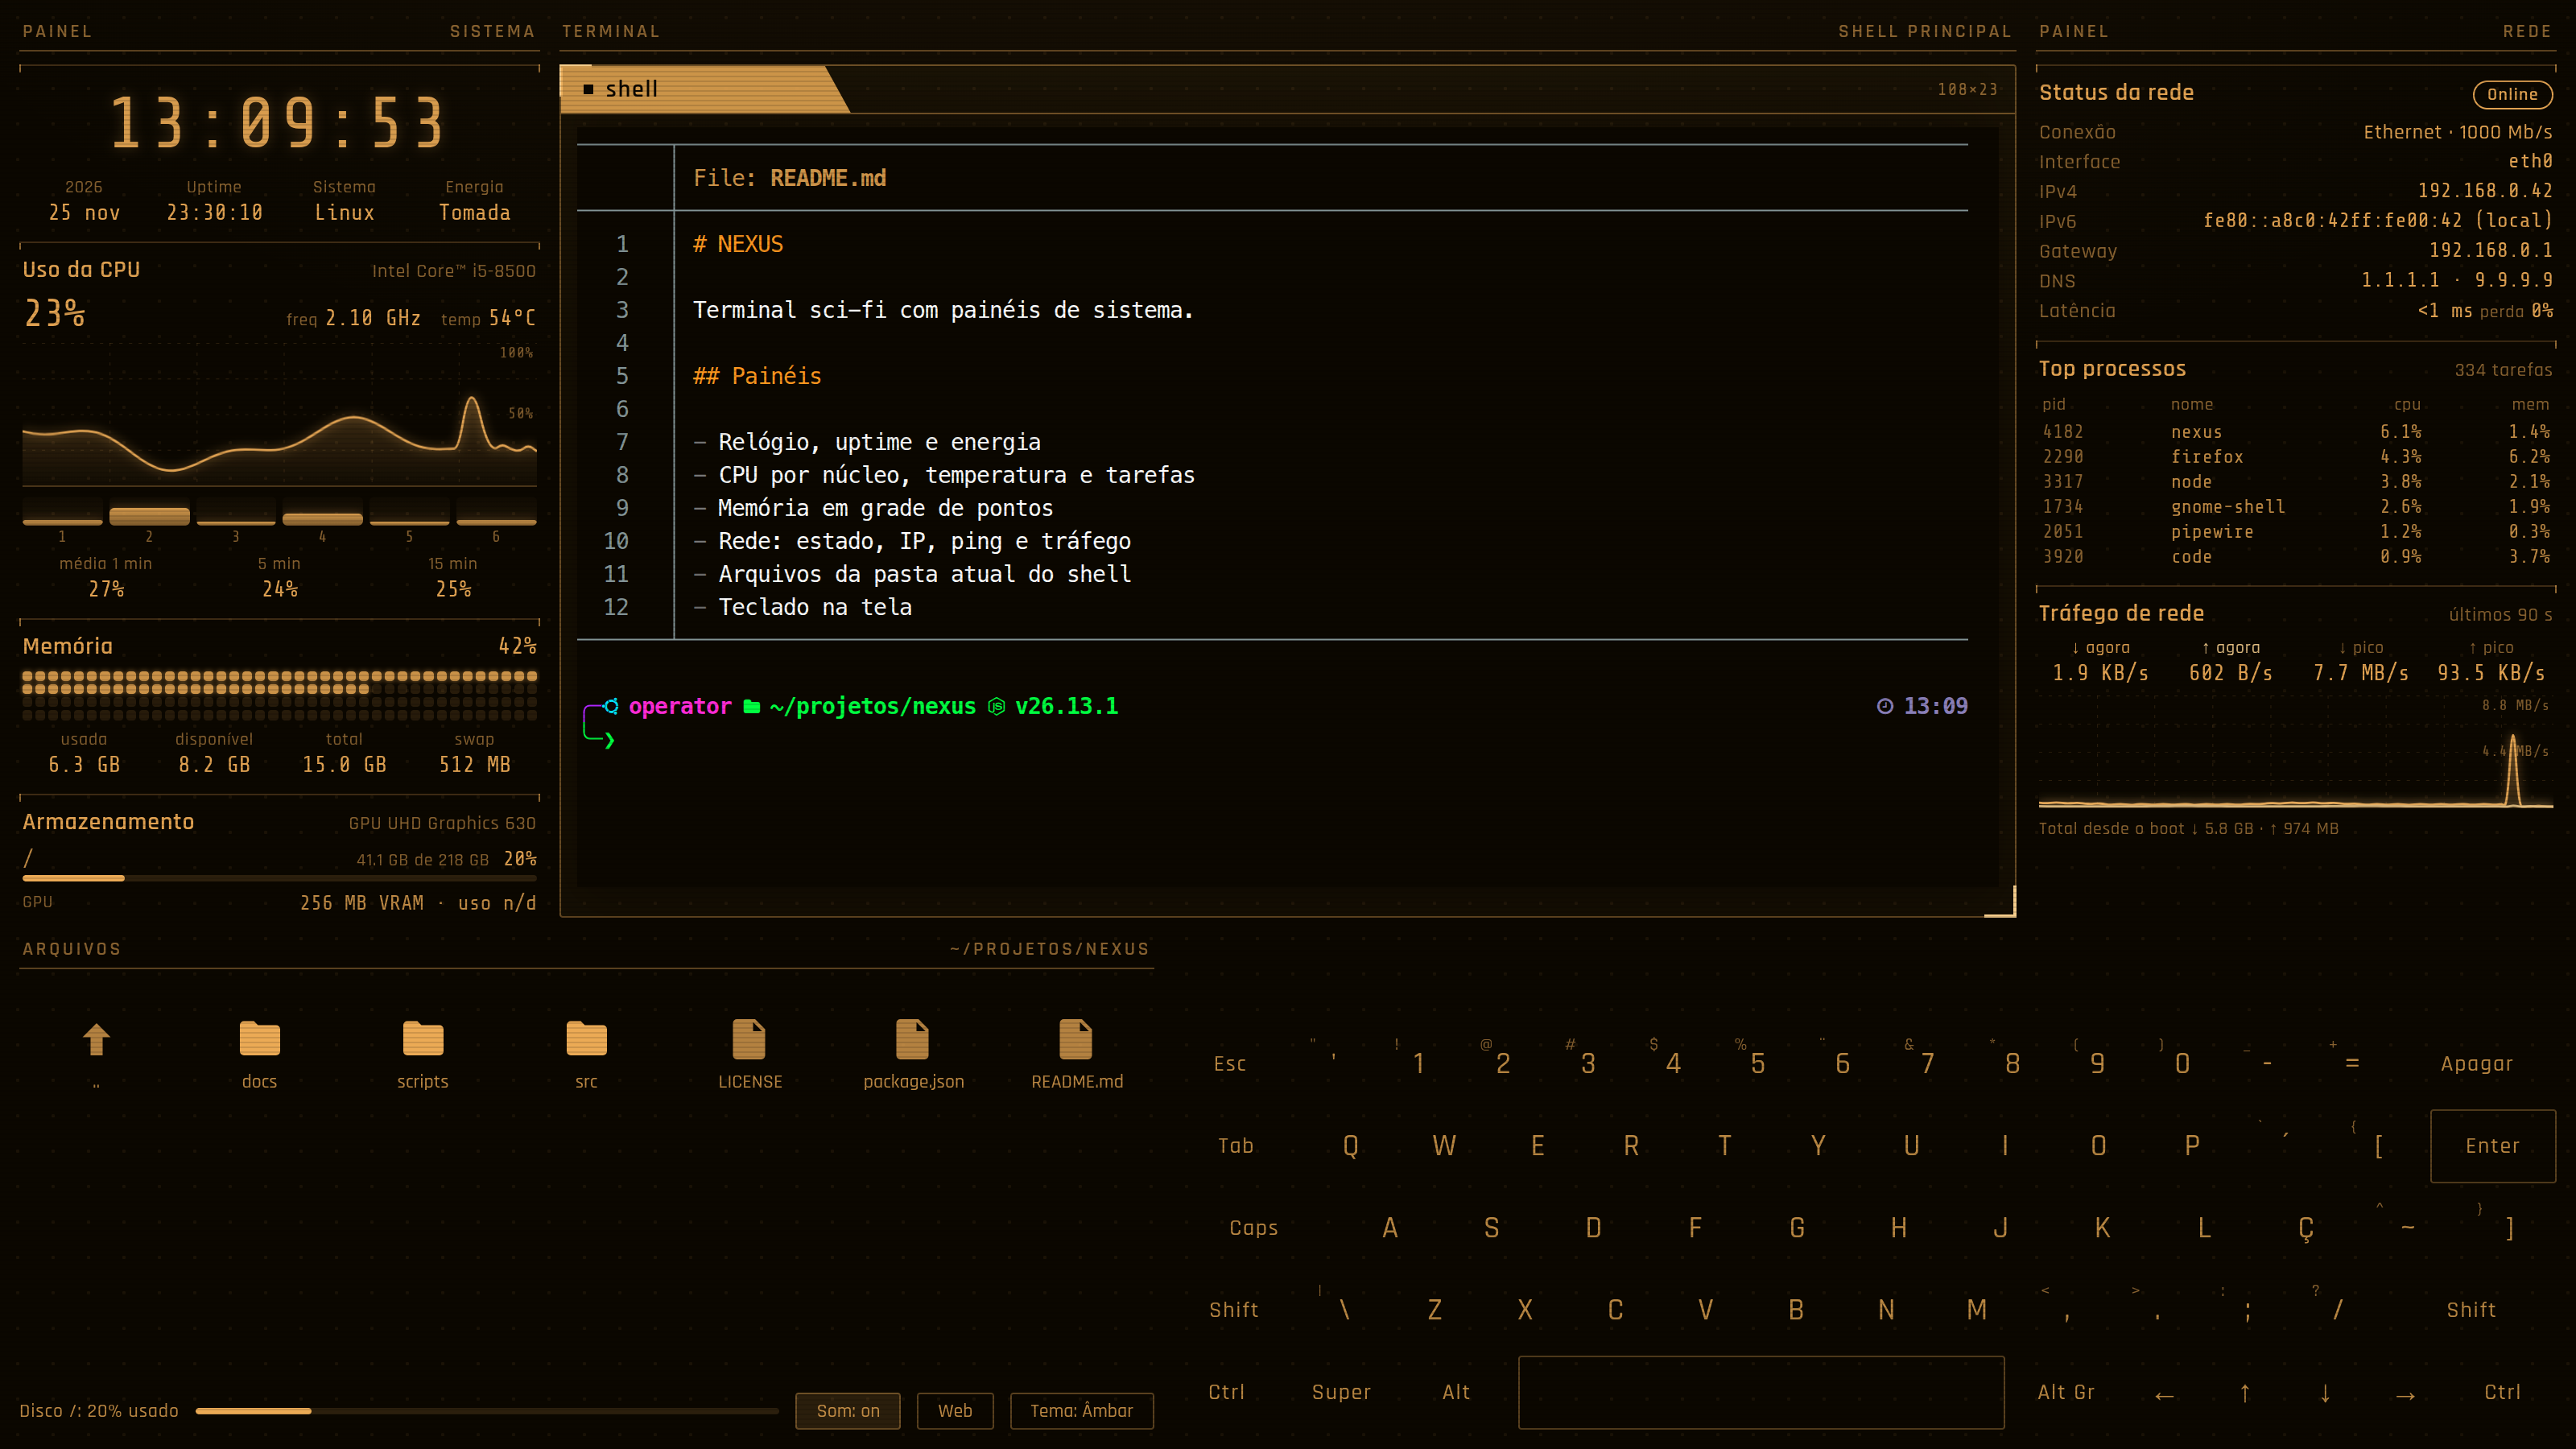 PAINEL SISTEMA
13:09:53
2026 Uptime Sistema Energia
25 nov 23:30:10 Linux Tomada
Uso da CPU Intel Core™ i5-8500
23% freq 2.10 GHz temp 54°C
100%
50%
1 2 3 4 5 6
média 1 min 5 min 15 min
27% 24% 25%
Memória 42%
usada disponível total swap
6.3 GB 8.2 GB 15.0 GB 512 MB
Armazenamento GPU UHD Graphics 630
/ 41.1 GB de 218 GB 20%
GPU 256 MB VRAM · uso n/d
TERMINAL SHELL PRINCIPAL
shell 108×23
File: README.md
1 # NEXUS
2
3 Terminal sci-fi com painéis de sistema.
4
5 ## Painéis
6
7 - Relógio, uptime e energia
8 - CPU por núcleo, temperatura e tarefas
9 - Memória em grade de pontos
10 - Rede: estado, IP, ping e tráfego
11 - Arquivos da pasta atual do shell
12 - Teclado na tela
operator ~/projetos/nexus v26.13.1 13:09
❯
PAINEL REDE
Status da rede Online
Conexão Ethernet · 1000 Mb/s
Interface eth0
IPv4 192.168.0.42
IPv6 fe80::a8c0:42ff:fe00:42 (local)
Gateway 192.168.0.1
DNS 1.1.1.1 · 9.9.9.9
Latência <1 ms perda 0%
Top processos 334 tarefas
pid nome cpu mem
4182 nexus 6.1% 1.4%
2290 firefox 4.3% 6.2%
3317 node 3.8% 2.1%
1734 gnome-shell 2.6% 1.9%
2051 pipewire 1.2% 0.3%
3920 code 0.9% 3.7%
Tráfego de rede últimos 90 s
↓ agora ↑ agora ↓ pico ↑ pico
1.9 KB/s 602 B/s 7.7 MB/s 93.5 KB/s
8.8 MB/s
4.4 MB/s
Total desde o boot ↓ 5.8 GB · ↑ 974 MB
ARQUIVOS ~/PROJETOS/NEXUS
.. docs scripts src LICENSE package.json README.md
Disco /: 20% usado Som: on Web Tema: Âmbar
Esc " ' ! 1 @ 2 # 3 $ 4 % 5 ¨ 6 & 7 * 8 ( 9 ) 0 _ - + = Apagar
Tab Q W E R T Y U I O P ` ´ { [ Enter
Caps A S D F G H J K L Ç ^ ~ } ]
Shift | \ Z X C V B N M < , > . : ; ? / Shift
Ctrl Super Alt Alt Gr ← ↑ ↓ → Ctrl